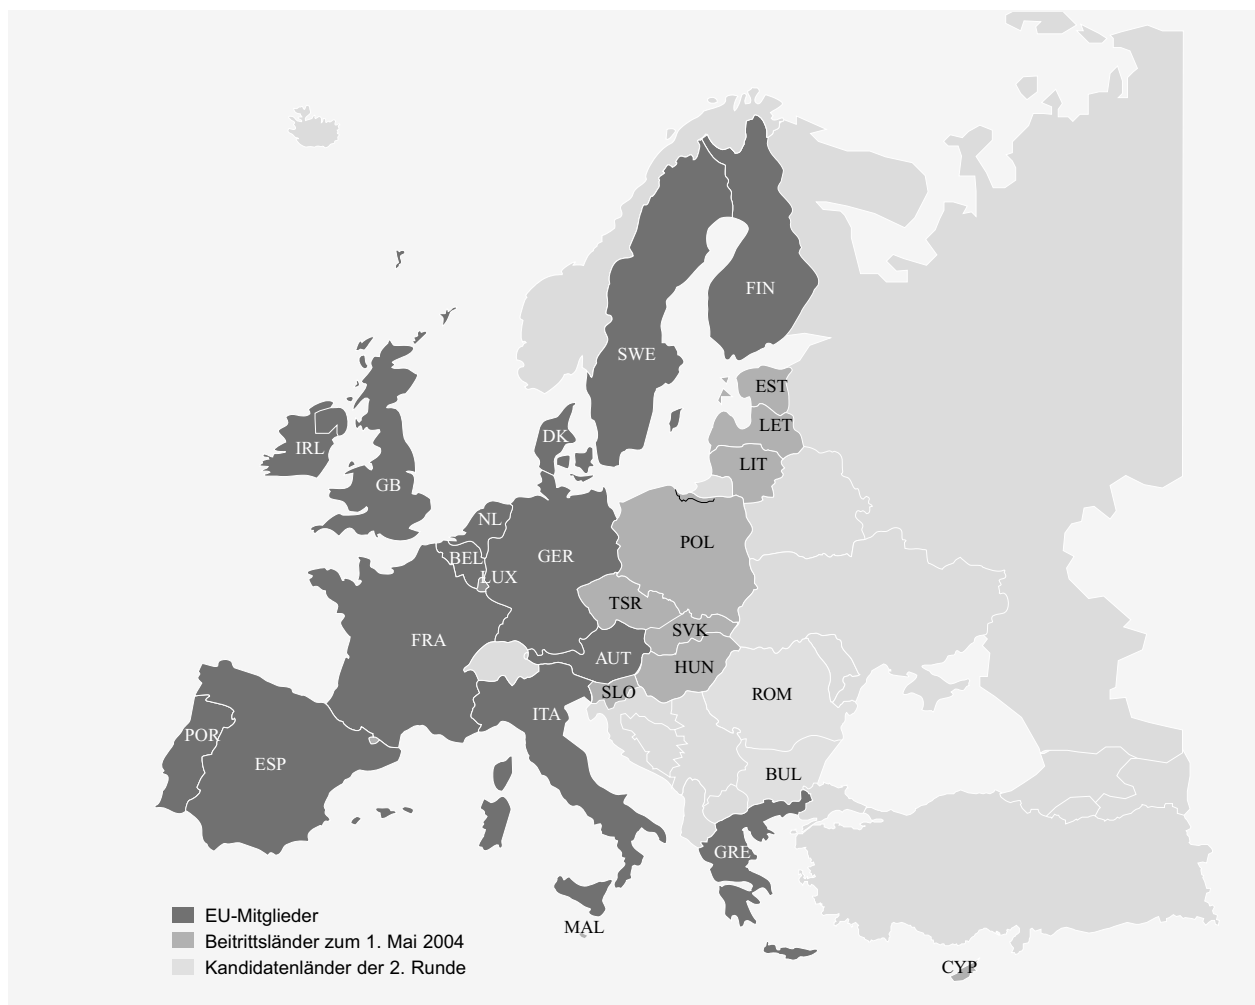 FIN
SWE
EST
LET
DK
IRL
LIT
GB
NL
POL
BEL
GER
LUX
TSR
SVK
FRA
AUT
HUN
SLO
ROM
ITA
POR
ESP
BUL
GRE
EU-Mitglieder
MAL
Beitrittsländer zum 1. Mai 2004
Kandidatenländer der 2. Runde
CYP